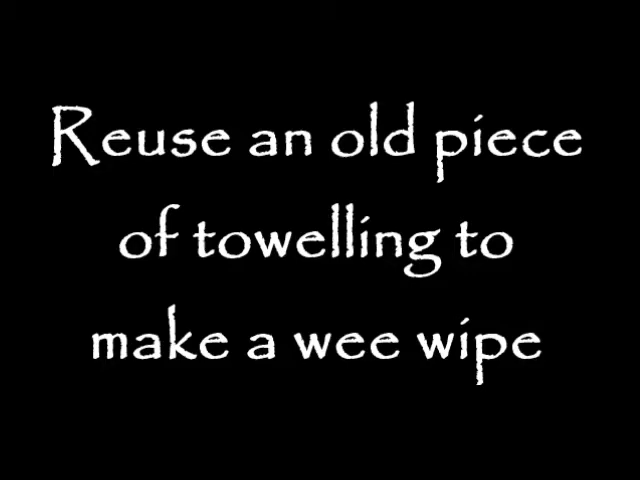 Reuse an old piece
of towelling to
make a wee wipe